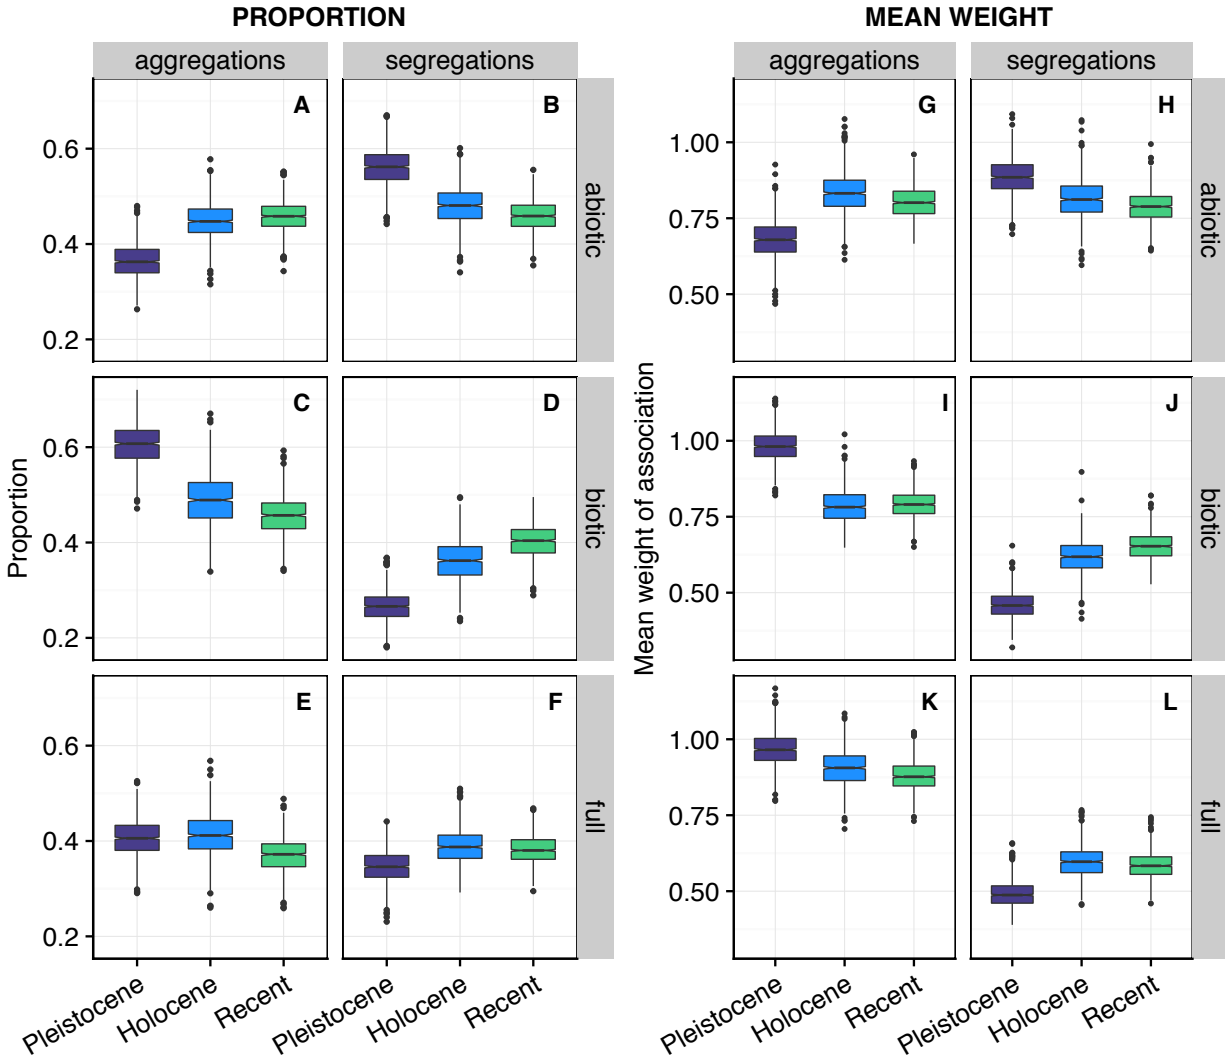 PROPORTION
MEAN WEIGHT
aggregations
segregations
aggregations
segregations
A
B
G
H
0.6
0.4
0.2
1.00
0.75
0.50
abiotic
abiotic
C
D
I
J
0.6
0.4
0.2
1.00
0.75
0.50
biotic
biotic
Proportion
Mean weight of association
E
F
K
L
0.6
0.4
0.2
1.00
0.75
0.50
full
full
Pleistocene
Holocene
Recent
Pleistocene
Holocene
Recent
Pleistocene
Holocene
Recent
Pleistocene
Holocene
Recent